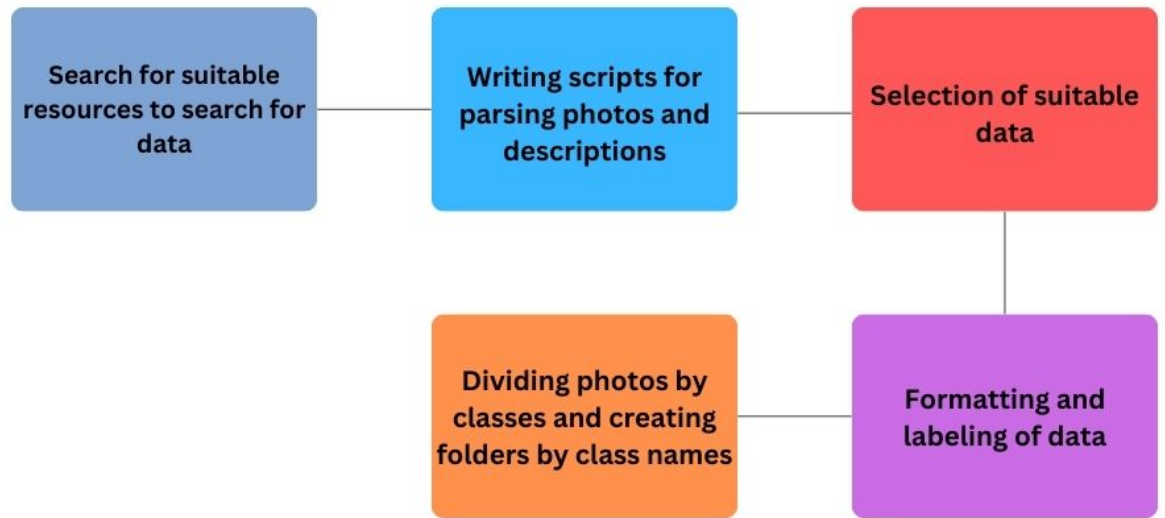 Search for suitable
resources to search for
data
Writing scripts for
parsing photos and
descriptions
Selection of suitable
data
Formatting and
labeling of data
Dividing photos by
classes and creating
folders by class names